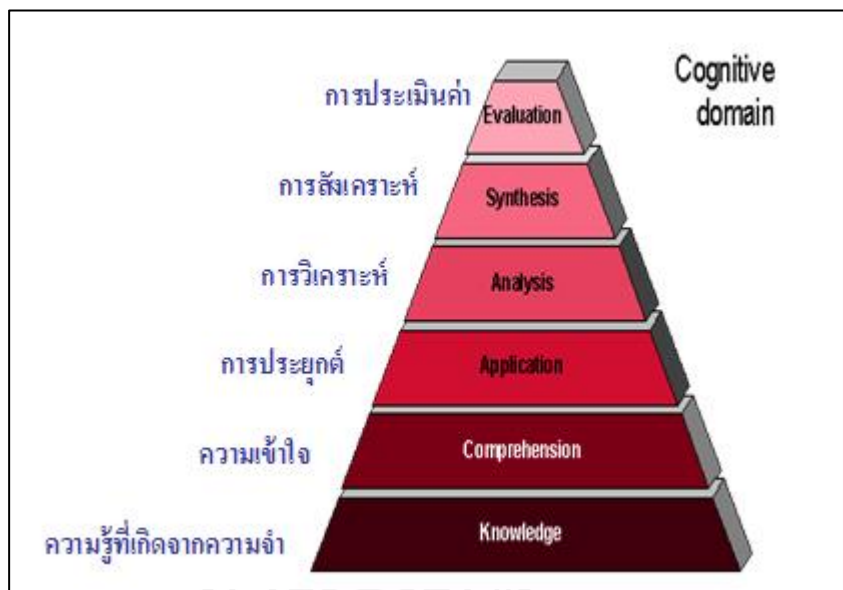 Cognitive
domain
การประเมินค่า
Evaluation
การสังเคราะห์
Synthesis
การวิเคราะห์
Analysis
การประยุกต์
Application
ความเข้าใจ
Comprehension
ความรู้ที่เกิดจากความจำ
Knowledge